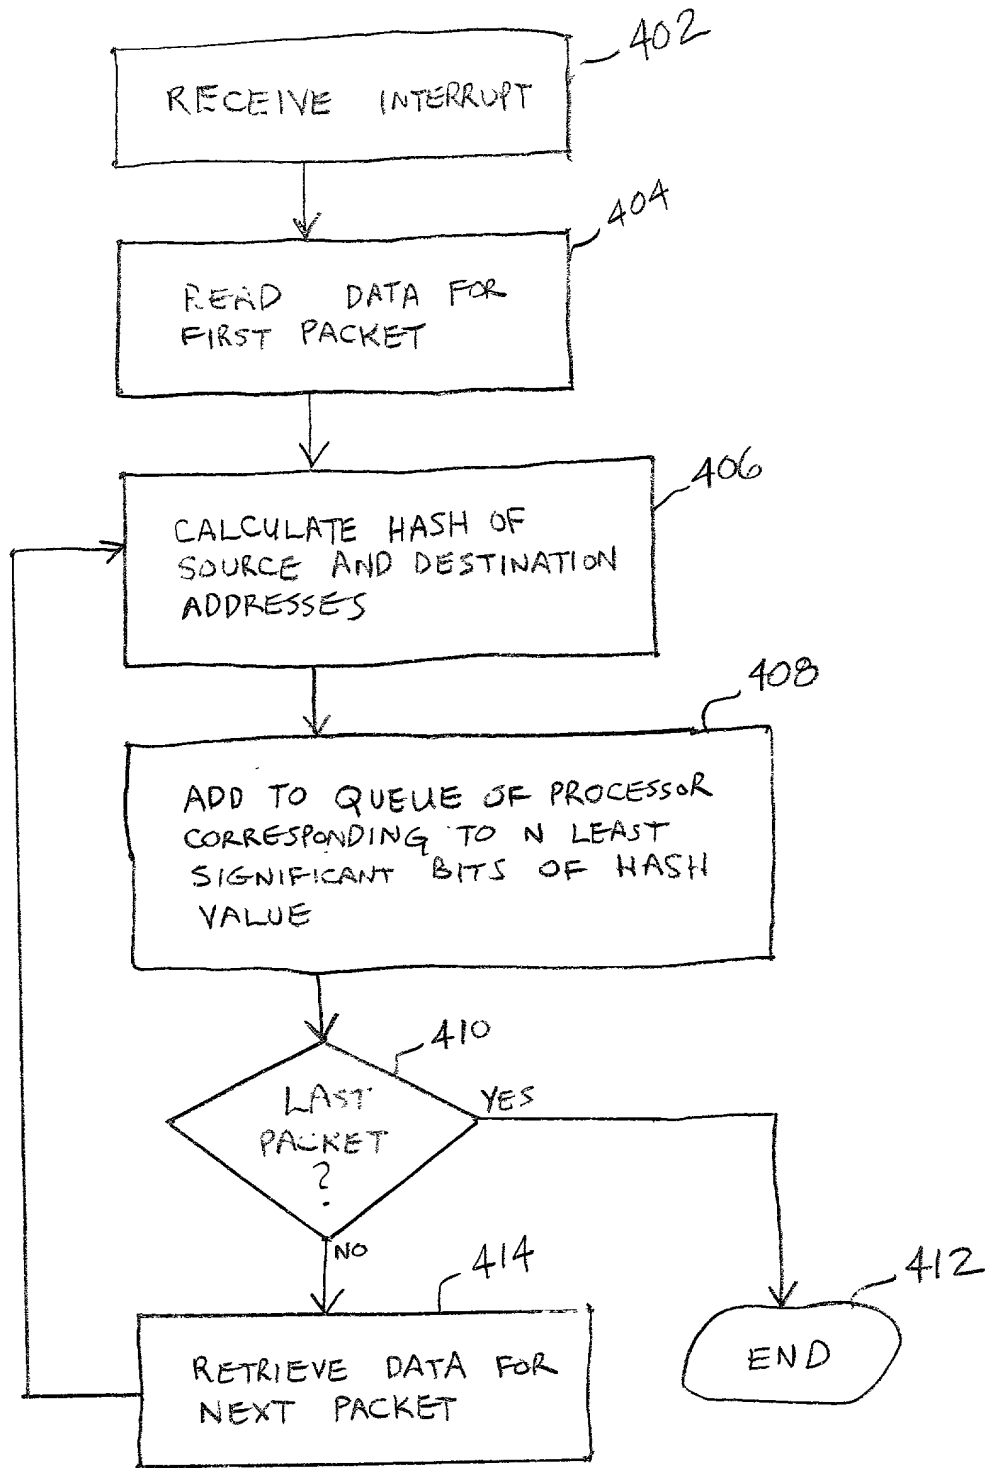 402
RECEIVE INTERRUPT
404
READ DATA FOR
FIRST PACKET
406
CALCULATE HASH OF
SOURCE AND DESTINATION
ADDRESSES
408
ADD TO QUEUE OF PROCESSOR
CORRESPONDING TO N LEAST
SIGNIFICANT BITS OF HASH
VALUE
410
LAST
PACKET
?
YES
NO
414
RETRIEVE DATA FOR
NEXT PACKET
412
END